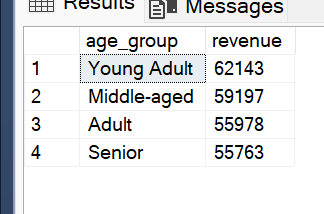 Results Messages
age_group revenue
1 Young Adult 62143
2 Middle-aged 59197
3 Adult 55978
4 Senior 55763